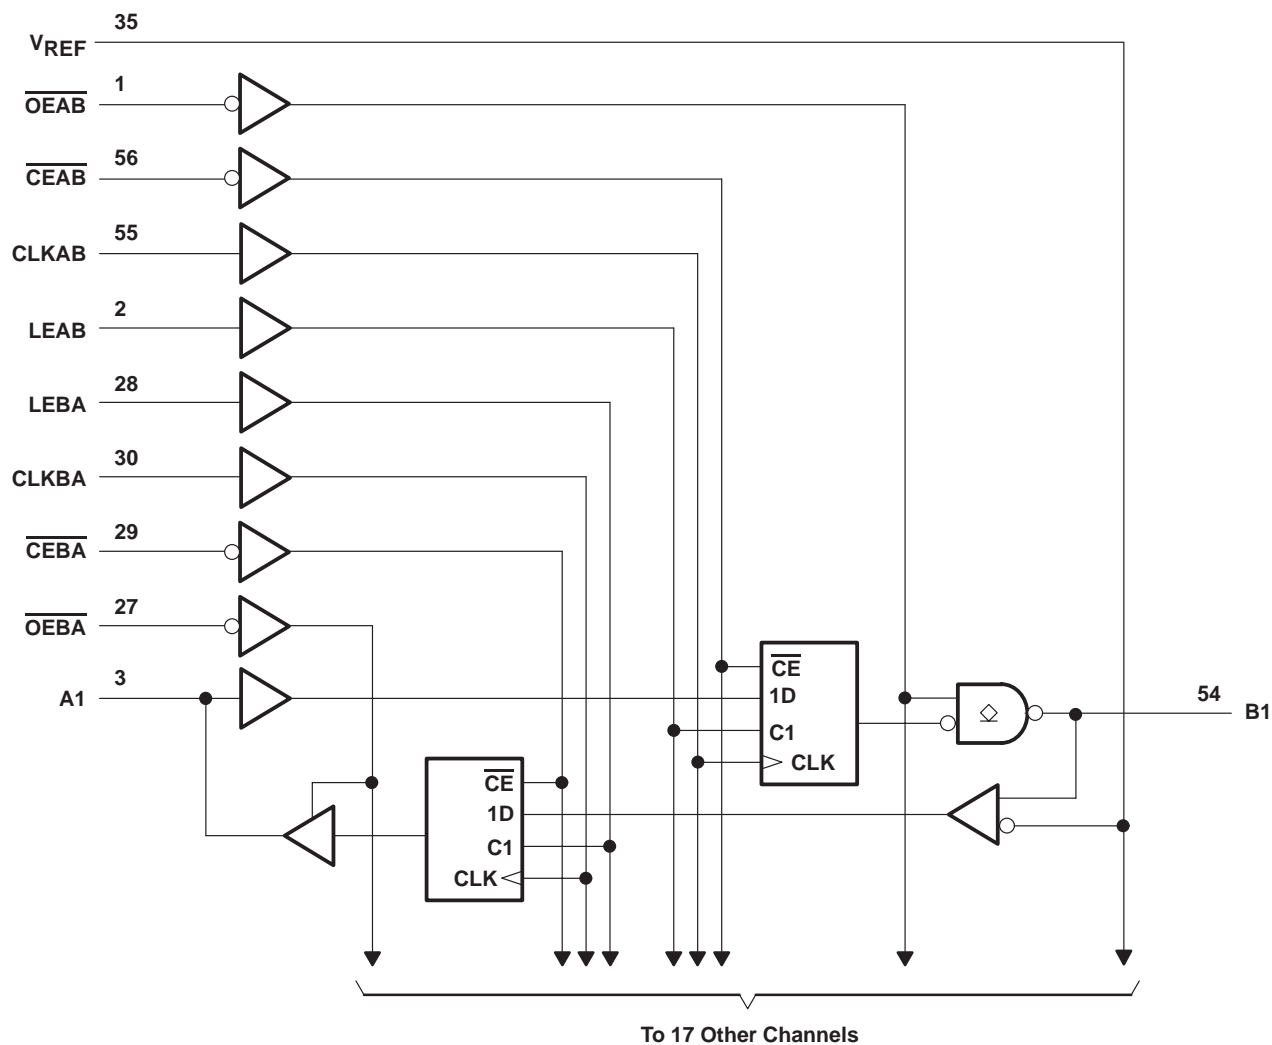 35
VREF
1
OEAB
56
CEAB
55
CLKAB
2
LEAB
28
LEBA
30
CLKBA
29
CEBA
27
OEBA
3
A1
CE
1D
C1
CLK
54
B1
CE
1D
C1
CLK
To 17 Other Channels